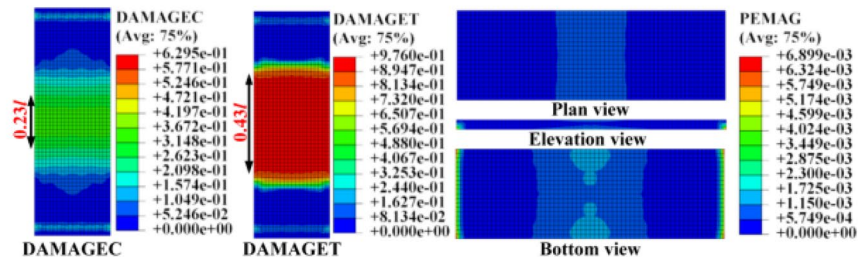 DAMAGEC
(Avg: 75%)
+6.295e-01
+5.771e-01
+5.246e-01
+4.721e-01
+4.197e-01
+3.672e-01
+3.148e-01
+2.623e-01
+2.098e-01
+1.574e-01
+1.049e-01
+5.246e-02
+0.000e+00
0.23l
DAMAGEC
DAMAGET
(Avg: 75%)
+9.760e-01
+8.947e-01
+8.134e-01
+7.320e-01
+6.507e-01
+5.694e-01
+4.880e-01
+4.067e-01
+3.253e-01
+2.440e-01
+1.627e-01
+8.134e-02
+0.000e+00
0.43l
DAMAGET
Plan view
Elevation view
Bottom view
PEMAG
(Avg: 75%)
+6.899e-03
+6.324e-03
+5.749e-03
+5.174e-03
+4.599e-03
+4.024e-03
+3.449e-03
+2.875e-03
+2.300e-03
+1.725e-03
+1.150e-03
+5.749e-04
+0.000e+00